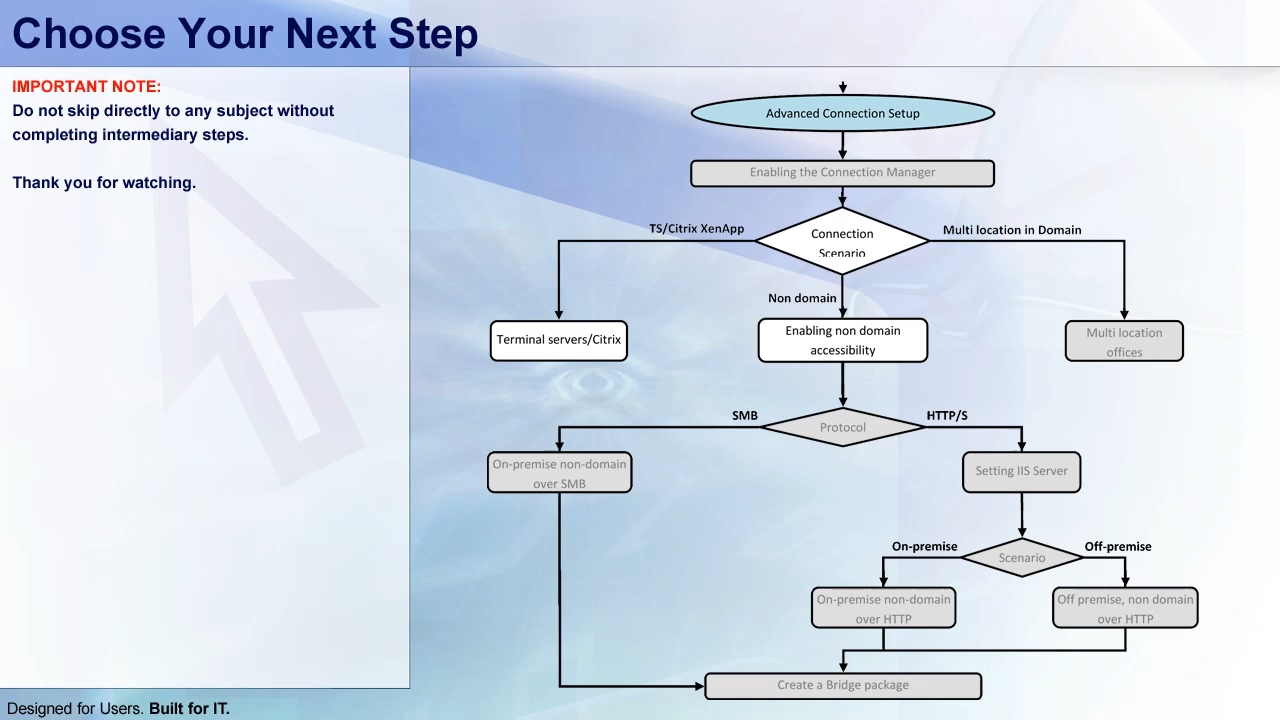 Choose Your Next Step
IMPORTANT NOTE:
Do not skip directly to any subject without
completing intermediary steps.
Thank you for watching.
Advanced Connection Setup
Enabling the Connection Manager
TS/Citrix XenApp
Connection
Scenario
Multi location in Domain
Non domain
Terminal servers/Citrix
Enabling non domain
accessibility
Multi location
offices
SMB
Protocol
HTTP/S
On-premise non-domain
over SMB
Setting IIS Server
On-premise
Scenario
Off-premise
On-premise non-domain
over HTTP
Off premise, non domain
over HTTP
Create a Bridge package
Designed for Users. Built for IT.